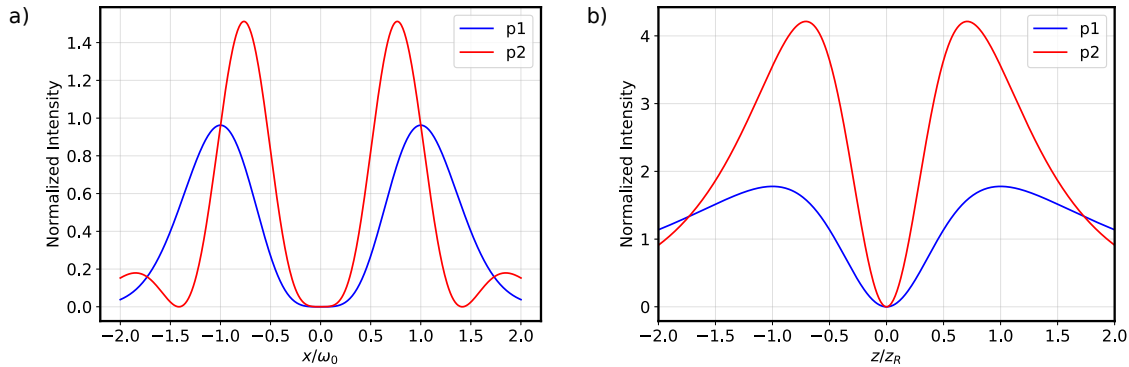 a)
Normalized Intensity
1.4
1.2
1.0
0.8
0.6
0.4
0.2
0.0
−2.0 −1.5 −1.0 −0.5 0.0 0.5 1.0 1.5 2.0
x/ω₀
p1
p2
b)
Normalized Intensity
4
3
2
1
0
−2.0 −1.5 −1.0 −0.5 0.0 0.5 1.0 1.5 2.0
z/z_R
p1
p2